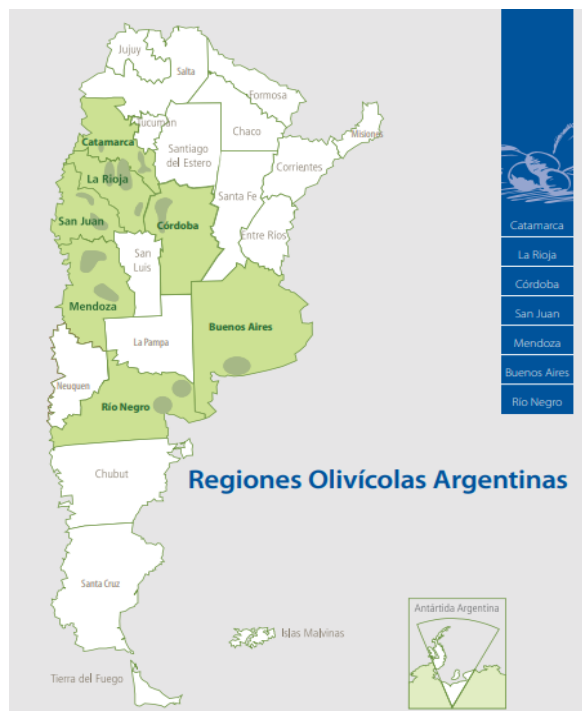 Jujuy
Salta
Formosa
Tucumán
Catamarca
Chaco
Misiones
Santiago
del Estero
La Rioja
Corrientes
Santa Fe
San Juan
Córdoba
Entre Ríos
San
Luis
Mendoza
Buenos Aires
La Pampa
Neuquen
Río Negro
Chubut
Santa Cruz
Islas Malvinas
Tierra del Fuego
Regiones Olivícolas Argentinas
Catamarca
La Rioja
Córdoba
San Juan
Mendoza
Buenos Aires
Río Negro
Antártida Argentina